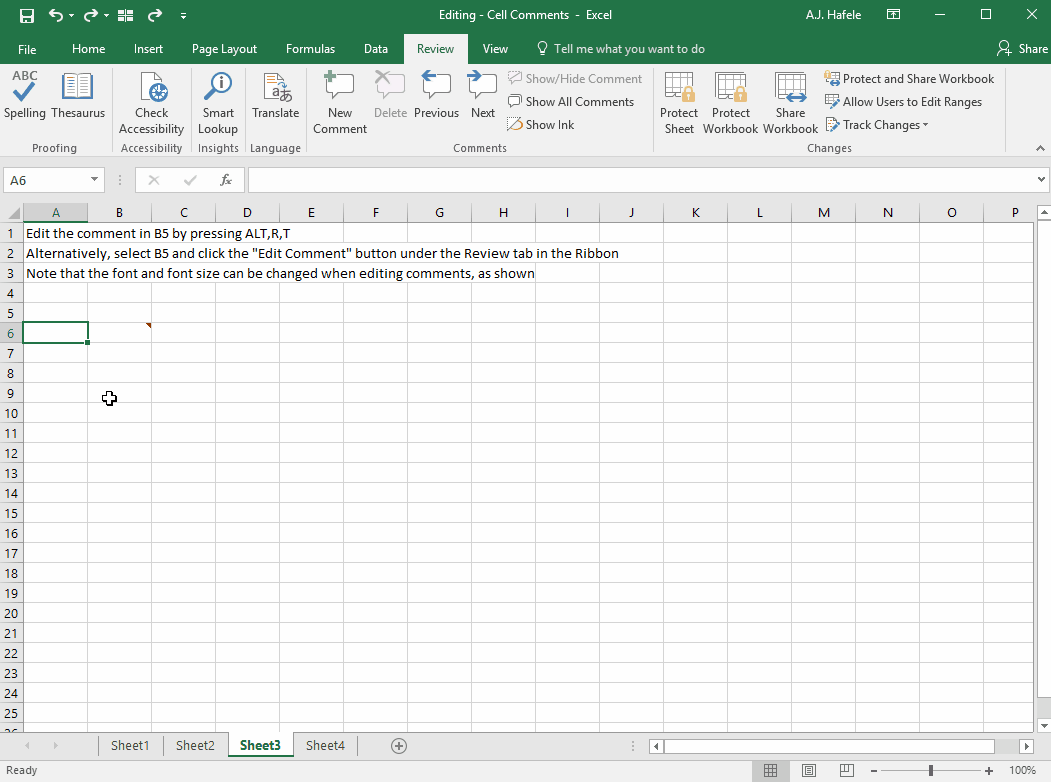 Editing - Cell Comments - Excel
A.J. Hafele
File Home Insert Page Layout Formulas Data Review View Tell me what you want to do Share
ABC
Spelling Thesaurus
Proofing
Check Accessibility
Accessibility
Smart Lookup
Insights
Translate
Language
New Comment
Delete Previous Next
Show/Hide Comment
Show All Comments
Show Ink
Comments
Protect Sheet
Protect Workbook
Share Workbook
Protect and Share Workbook
Allow Users to Edit Ranges
Track Changes
Changes
A6
fx
A B C D E F G H I J K L M N O P
1 Edit the comment in B5 by pressing ALT,R,T
2 Alternatively, select B5 and click the "Edit Comment" button under the Review tab in the Ribbon
3 Note that the font and font size can be changed when editing comments, as shown
4
5
6
7
8
9
10
11
12
13
14
15
16
17
18
19
20
21
22
23
24
25
Sheet1 Sheet2 Sheet3 Sheet4
Ready
100%